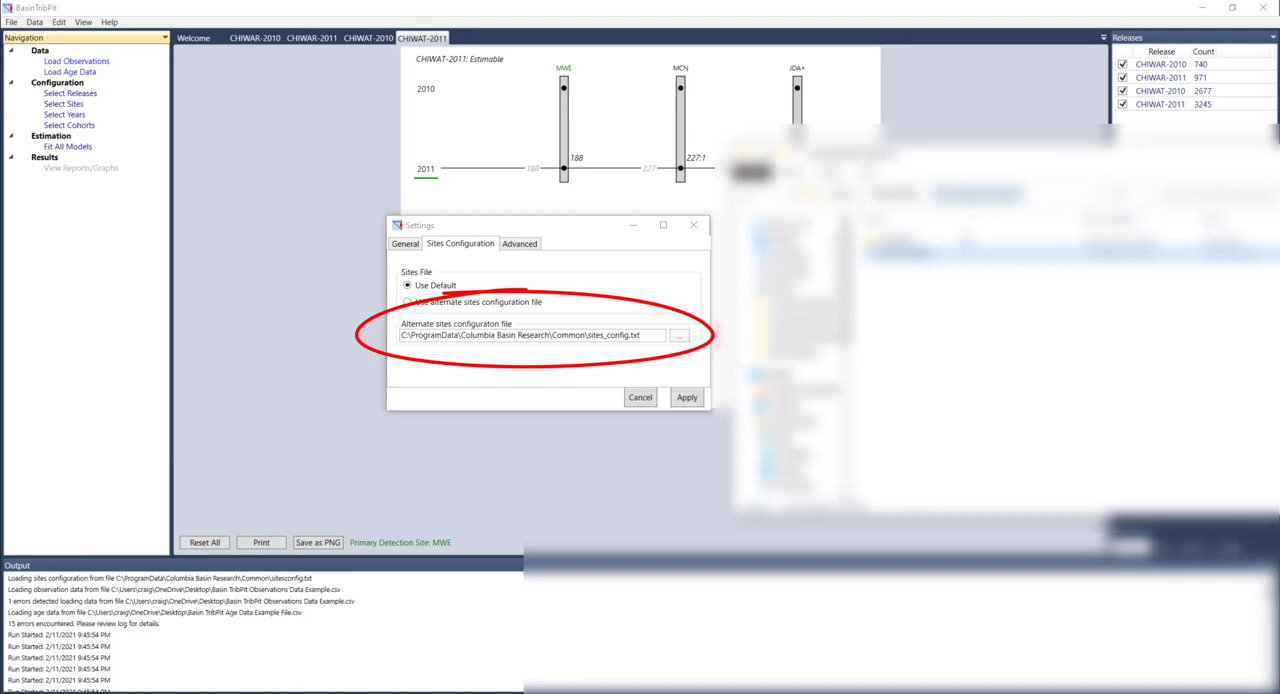 BasinTribPit
File Data Edit View Help
Navigation
Data
Load Observations
Load Age Data
Configuration
Select Releases
Select Sites
Select Years
Select Cohorts
Estimation
Fit All Models
Results
View Reports/Graphs
Welcome CHIWAR-2010 CHIWAR-2011 CHIWAT-2010 CHIWAT-2011
CHIWAT-2011: Estimable
MWE MCN JDA+
2010
188 227:1
2011 188 227
Settings
General Sites Configuration Advanced
Sites File
Use Default
Use alternate sites configuration file
Alternate sites configuraton file
C:\ProgramData\Columbia Basin Research\Common\sites_config.txt ...
Cancel Apply
Reset All Print Save as PNG Primary Detection Site: MWE
Releases
Release Count
CHIWAR-2010 740
CHIWAR-2011 971
CHIWAT-2010 2677
CHIWAT-2011 3245
Output
Loading sites configuration from file C:\ProgramData\Columbia Basin Research\Common\sitesconfig.txt
Loading observation data from file C:\Users\craig\OneDrive\Desktop\Basin TribPit Observations Data Example.csv
1 errors detected loading data from file C:\Users\craig\OneDrive\Desktop\Basin TribPit Observations Data Example.csv
Loading age data from file C:\Users\craig\OneDrive\Desktop\Basin TribPit Age Data Example File.csv
15 errors encountered. Please review log for details.
Run Started: 2/11/2021 9:45:54 PM
Run Started: 2/11/2021 9:45:54 PM
Run Started: 2/11/2021 9:45:54 PM
Run Started: 2/11/2021 9:45:54 PM
Run Started: 2/11/2021 9:45:54 PM